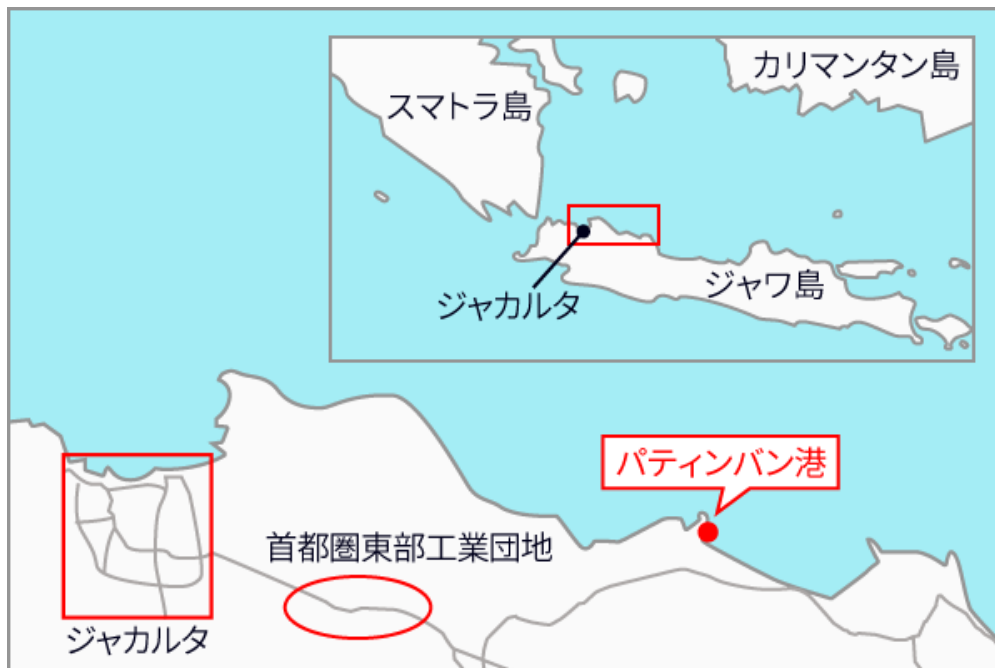 カリマンタン島
スマトラ島
ジャワ島
ジャカルタ
パティンバン港
首都圏東部工業団地
ジャカルタ